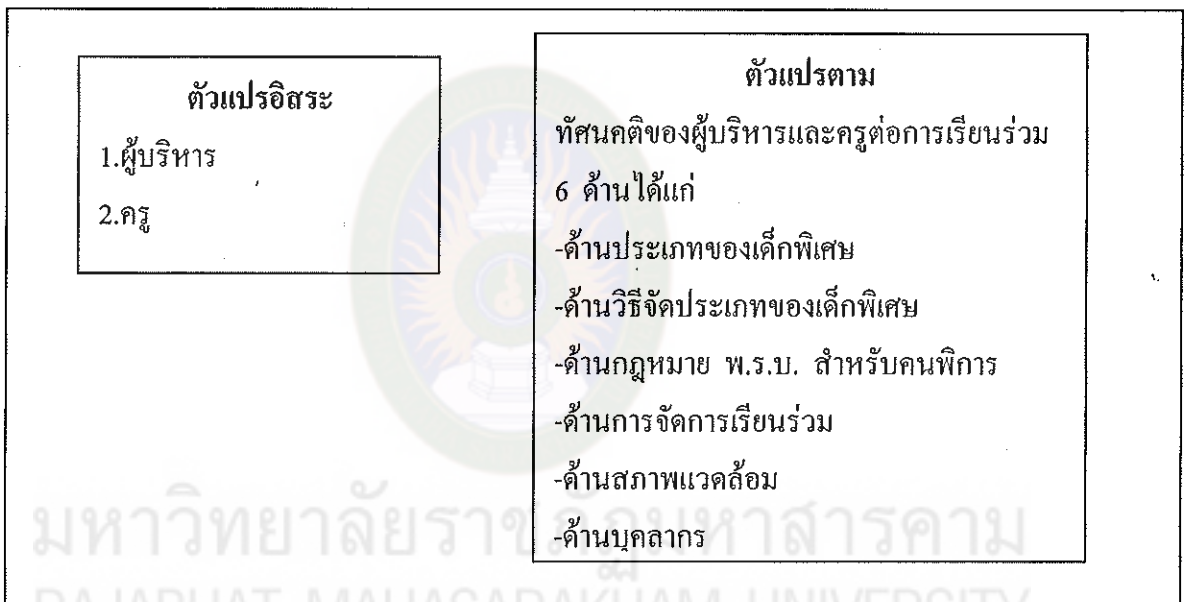 ตัวแปรอิสระ
1.ผู้บริหาร
2.ครู
ตัวแปรตาม
ทัศนคติของผู้บริหารและครูต่อการเรียนร่วม
6 ด้านได้แก่
-ด้านประเภทของเด็กพิเศษ
-ด้านวิธีจัดประเภทของเด็กพิเศษ
-ด้านกฎหมาย พ.ร.บ. สำหรับคนพิการ
-ด้านการจัดการเรียนร่วม
-ด้านสภาพแวดล้อม
-ด้านบุคลากร
มหาวิทยาลัยราชภัฏมหาสารคาม
RAJABHAT MAHASARAKHAM UNIVERSITY